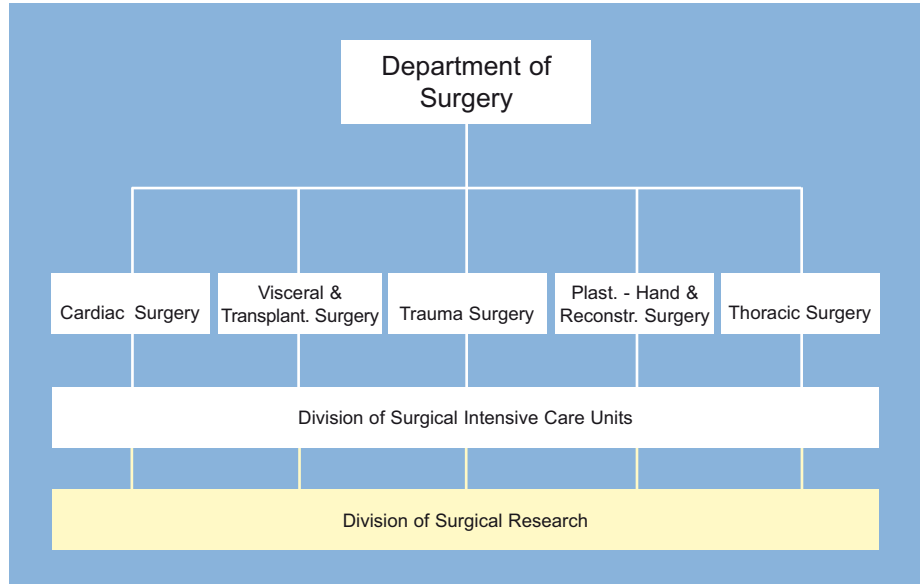 Department of
Surgery
Cardiac Surgery
Visceral &
Transplant. Surgery
Trauma Surgery
Plast. - Hand &
Reconstr. Surgery
Thoracic Surgery
Division of Surgical Intensive Care Units
Division of Surgical Research